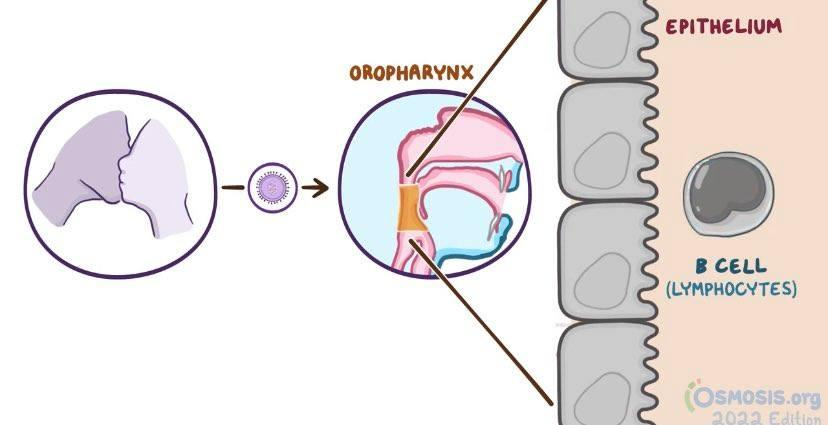 OROPHARYNX
EPITHELIUM
B CELL
(LYMPHOCYTES)
OSMOSIS.org
2022 Edition